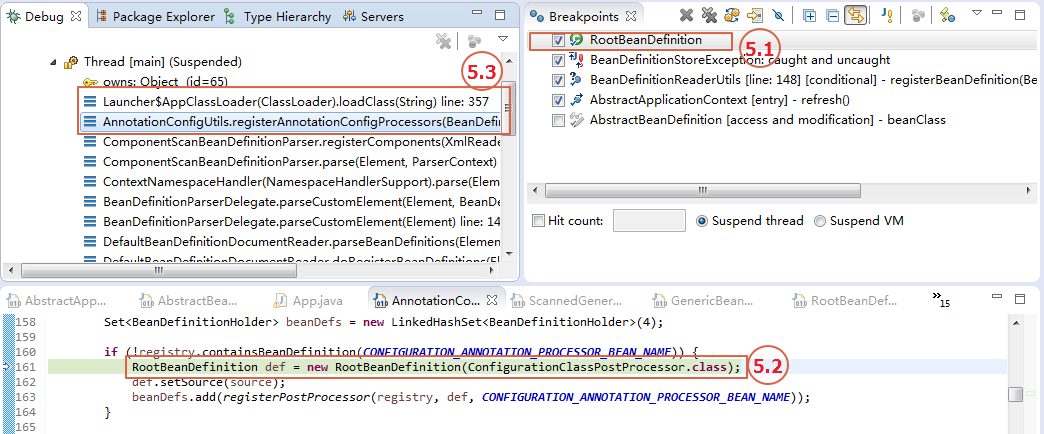 Debug Package Explorer Type Hierarchy Servers
Thread [main] (Suspended)
owns: Object (id=65)
5.3
Launcher$AppClassLoader(ClassLoader).loadClass(String) line: 357
AnnotationConfigUtils.registerAnnotationConfigProcessors(BeanDefi
ComponentScanBeanDefinitionParser.registerComponents(XmlReade
ComponentScanBeanDefinitionParser.parse(Element, ParserContext)
ContextNamespaceHandler(NamespaceHandlerSupport).parse(Elem
BeanDefinitionParserDelegate.parseCustomElement(Element, BeanDe
BeanDefinitionParserDelegate.parseCustomElement(Element) line: 14
DefaultBeanDefinitionDocumentReader.parseBeanDefinitions(Elemen
DefaultBeanDefinitionDocumentReader.doRegisterBeanDefinitions(El
Breakpoints
RootBeanDefinition
5.1
BeanDefinitionStoreException: caught and uncaught
BeanDefinitionReaderUtils [line: 148] [conditional] - registerBeanDefinition(Be
AbstractApplicationContext [entry] - refresh()
AbstractBeanDefinition [access and modification] - beanClass
Hit count: Suspend thread Suspend VM
AbstractApp... AbstractBea... App.java AnnotationCo... ScannedGener... GenericBean... RootBeanDef... »15
158 Set<BeanDefinitionHolder> beanDefs = new LinkedHashSet<BeanDefinitionHolder>(4);
159
160 if (!registry.containsBeanDefinition(CONFIGURATION_ANNOTATION_PROCESSOR_BEAN_NAME)) {
161 RootBeanDefinition def = new RootBeanDefinition(ConfigurationClassPostProcessor.class);
5.2
162 def.setSource(source);
163 beanDefs.add(registerPostProcessor(registry, def, CONFIGURATION_ANNOTATION_PROCESSOR_BEAN_NAME));
164 }
165